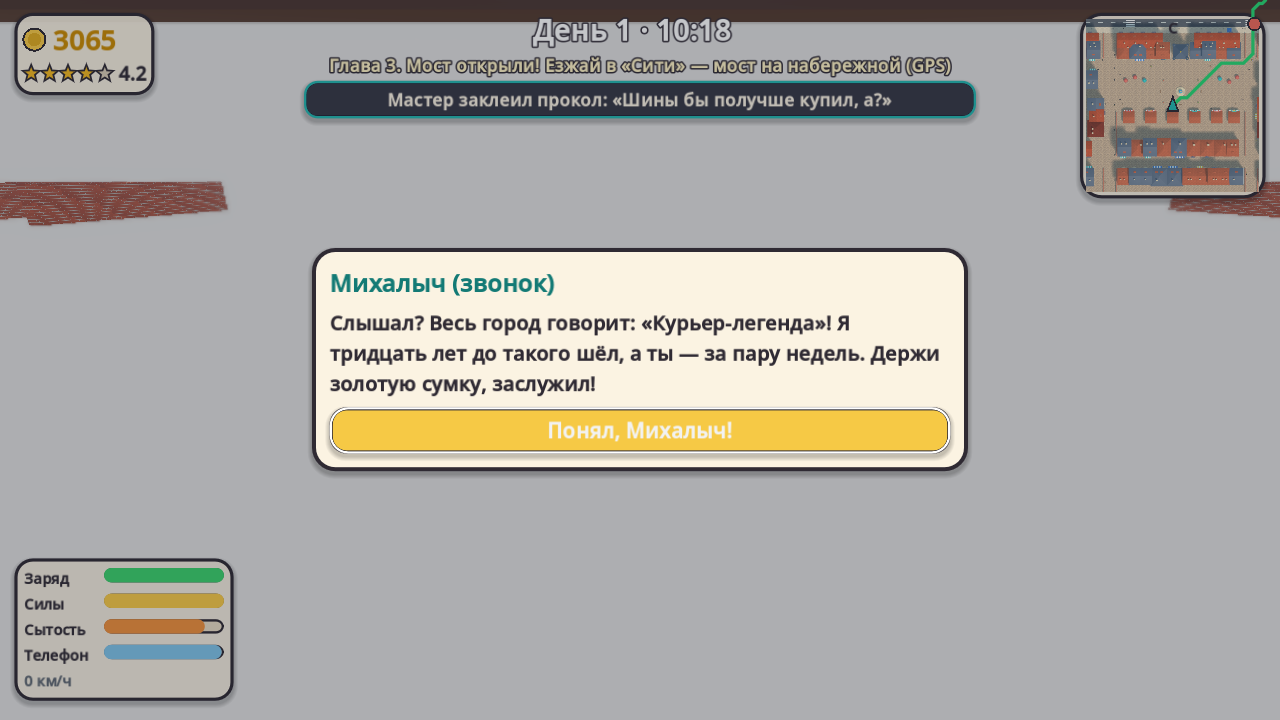 3065
4.2
День 1 • 10:18
Глава 3. Мост открыли! Езжай в «Сити» — мост на набережной (GPS)
Мастер заклеил прокол: «Шины бы получше купил, а?»
С
Михалыч (звонок)
Слышал? Весь город говорит: «Курьер-легенда»! Я
тридцать лет до такого шёл, а ты — за пару недель. Держи
золотую сумку, заслужил!
Понял, Михалыч!
Заряд
Силы
Сытость
Телефон
0 км/ч